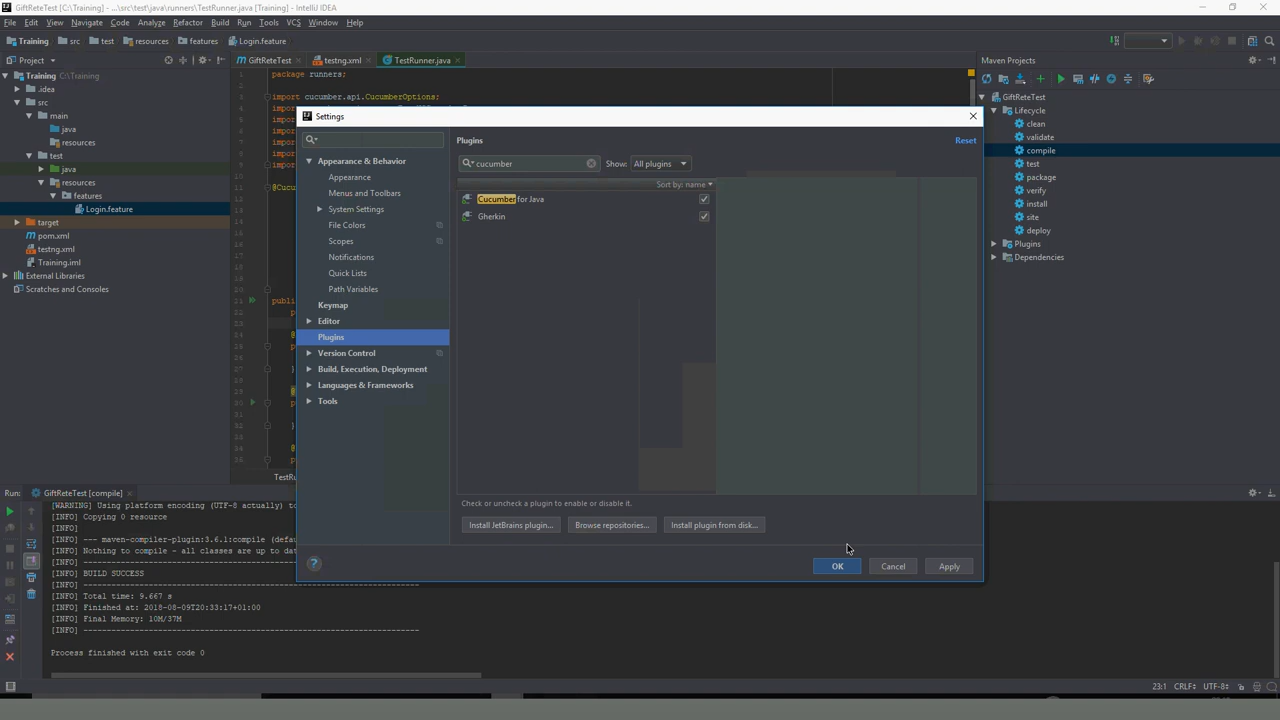 GiftReteTest [C:\Training] - ...\src\test\java\runners\TestRunner.java [Training] - IntelliJ IDEA
File Edit View Navigate Code Analyze Refactor Build Run Tools VCS Window Help
Training src test resources features Login.feature
Project
GiftReteTest testng.xml TestRunner.java
Maven Projects
Training C:\Training
.idea
src
main
java
resources
test
java
resources
features
Login.feature
target
pom.xml
testng.xml
Training.iml
External Libraries
Scratches and Consoles
1 package runners;
3 import cucumber.api.CucumberOptions;
@Cucu
publi
TestRu
Settings
Appearance & Behavior
Appearance
Menus and Toolbars
System Settings
File Colors
Scopes
Notifications
Quick Lists
Path Variables
Keymap
Editor
Plugins
Version Control
Build, Execution, Deployment
Languages & Frameworks
Tools
Plugins
Reset
cucumber
Show: All plugins
Sort by: name
Cucumber for Java
Gherkin
Check or uncheck a plugin to enable or disable it.
Install JetBrains plugin... Browse repositories... Install plugin from disk...
? OK Cancel Apply
GiftReteTest
Lifecycle
clean
validate
compile
test
package
verify
install
site
deploy
Plugins
Dependencies
Run: GiftReteTest [compile]
[WARNING] Using platform encoding (UTF-8 actually) to
[INFO] Copying 0 resource
[INFO]
[INFO] --- maven-compiler-plugin:3.6.1:compile (defau
[INFO] Nothing to compile - all classes are up to dat
[INFO] ------------------------------------------------------------------------
[INFO] BUILD SUCCESS
[INFO] ------------------------------------------------------------------------
[INFO] Total time: 9.667 s
[INFO] Finished at: 2018-08-09T20:33:17+01:00
[INFO] Final Memory: 10M/37M
[INFO] ------------------------------------------------------------------------
Process finished with exit code 0
23:1 CRLF UTF-8